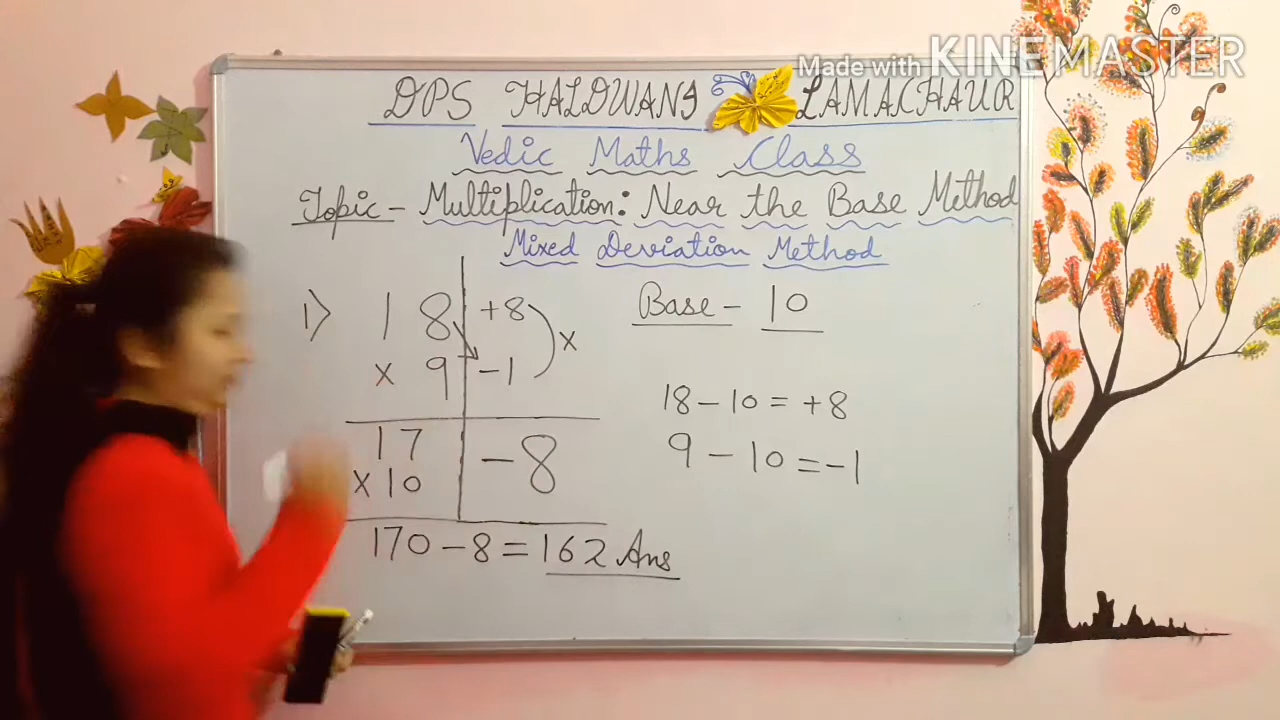 Made with KINEMASTER
DPS HALDWANI LAMACHAUR
Vedic Maths Class
Topic - Multiplication: Near the Base Method
Mixed Deviation Method
1) 18 +8
x 9 -1 x
17 -8
x 10
170 - 8 = 162 Ans
Base - 10
18 - 10 = +8
9 - 10 = -1